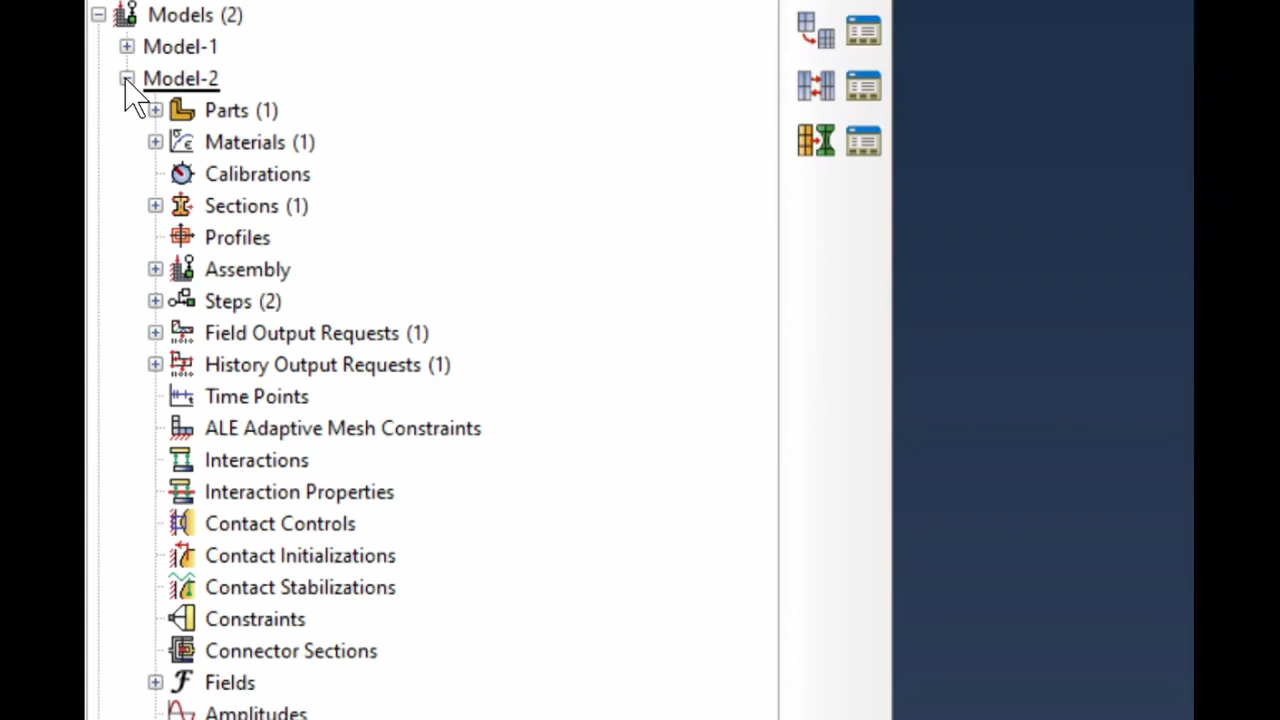 Models (2)
Model-1
Model-2
Parts (1)
Materials (1)
Calibrations
Sections (1)
Profiles
Assembly
Steps (2)
Field Output Requests (1)
History Output Requests (1)
Time Points
ALE Adaptive Mesh Constraints
Interactions
Interaction Properties
Contact Controls
Contact Initializations
Contact Stabilizations
Constraints
Connector Sections
Fields
Amplitudes